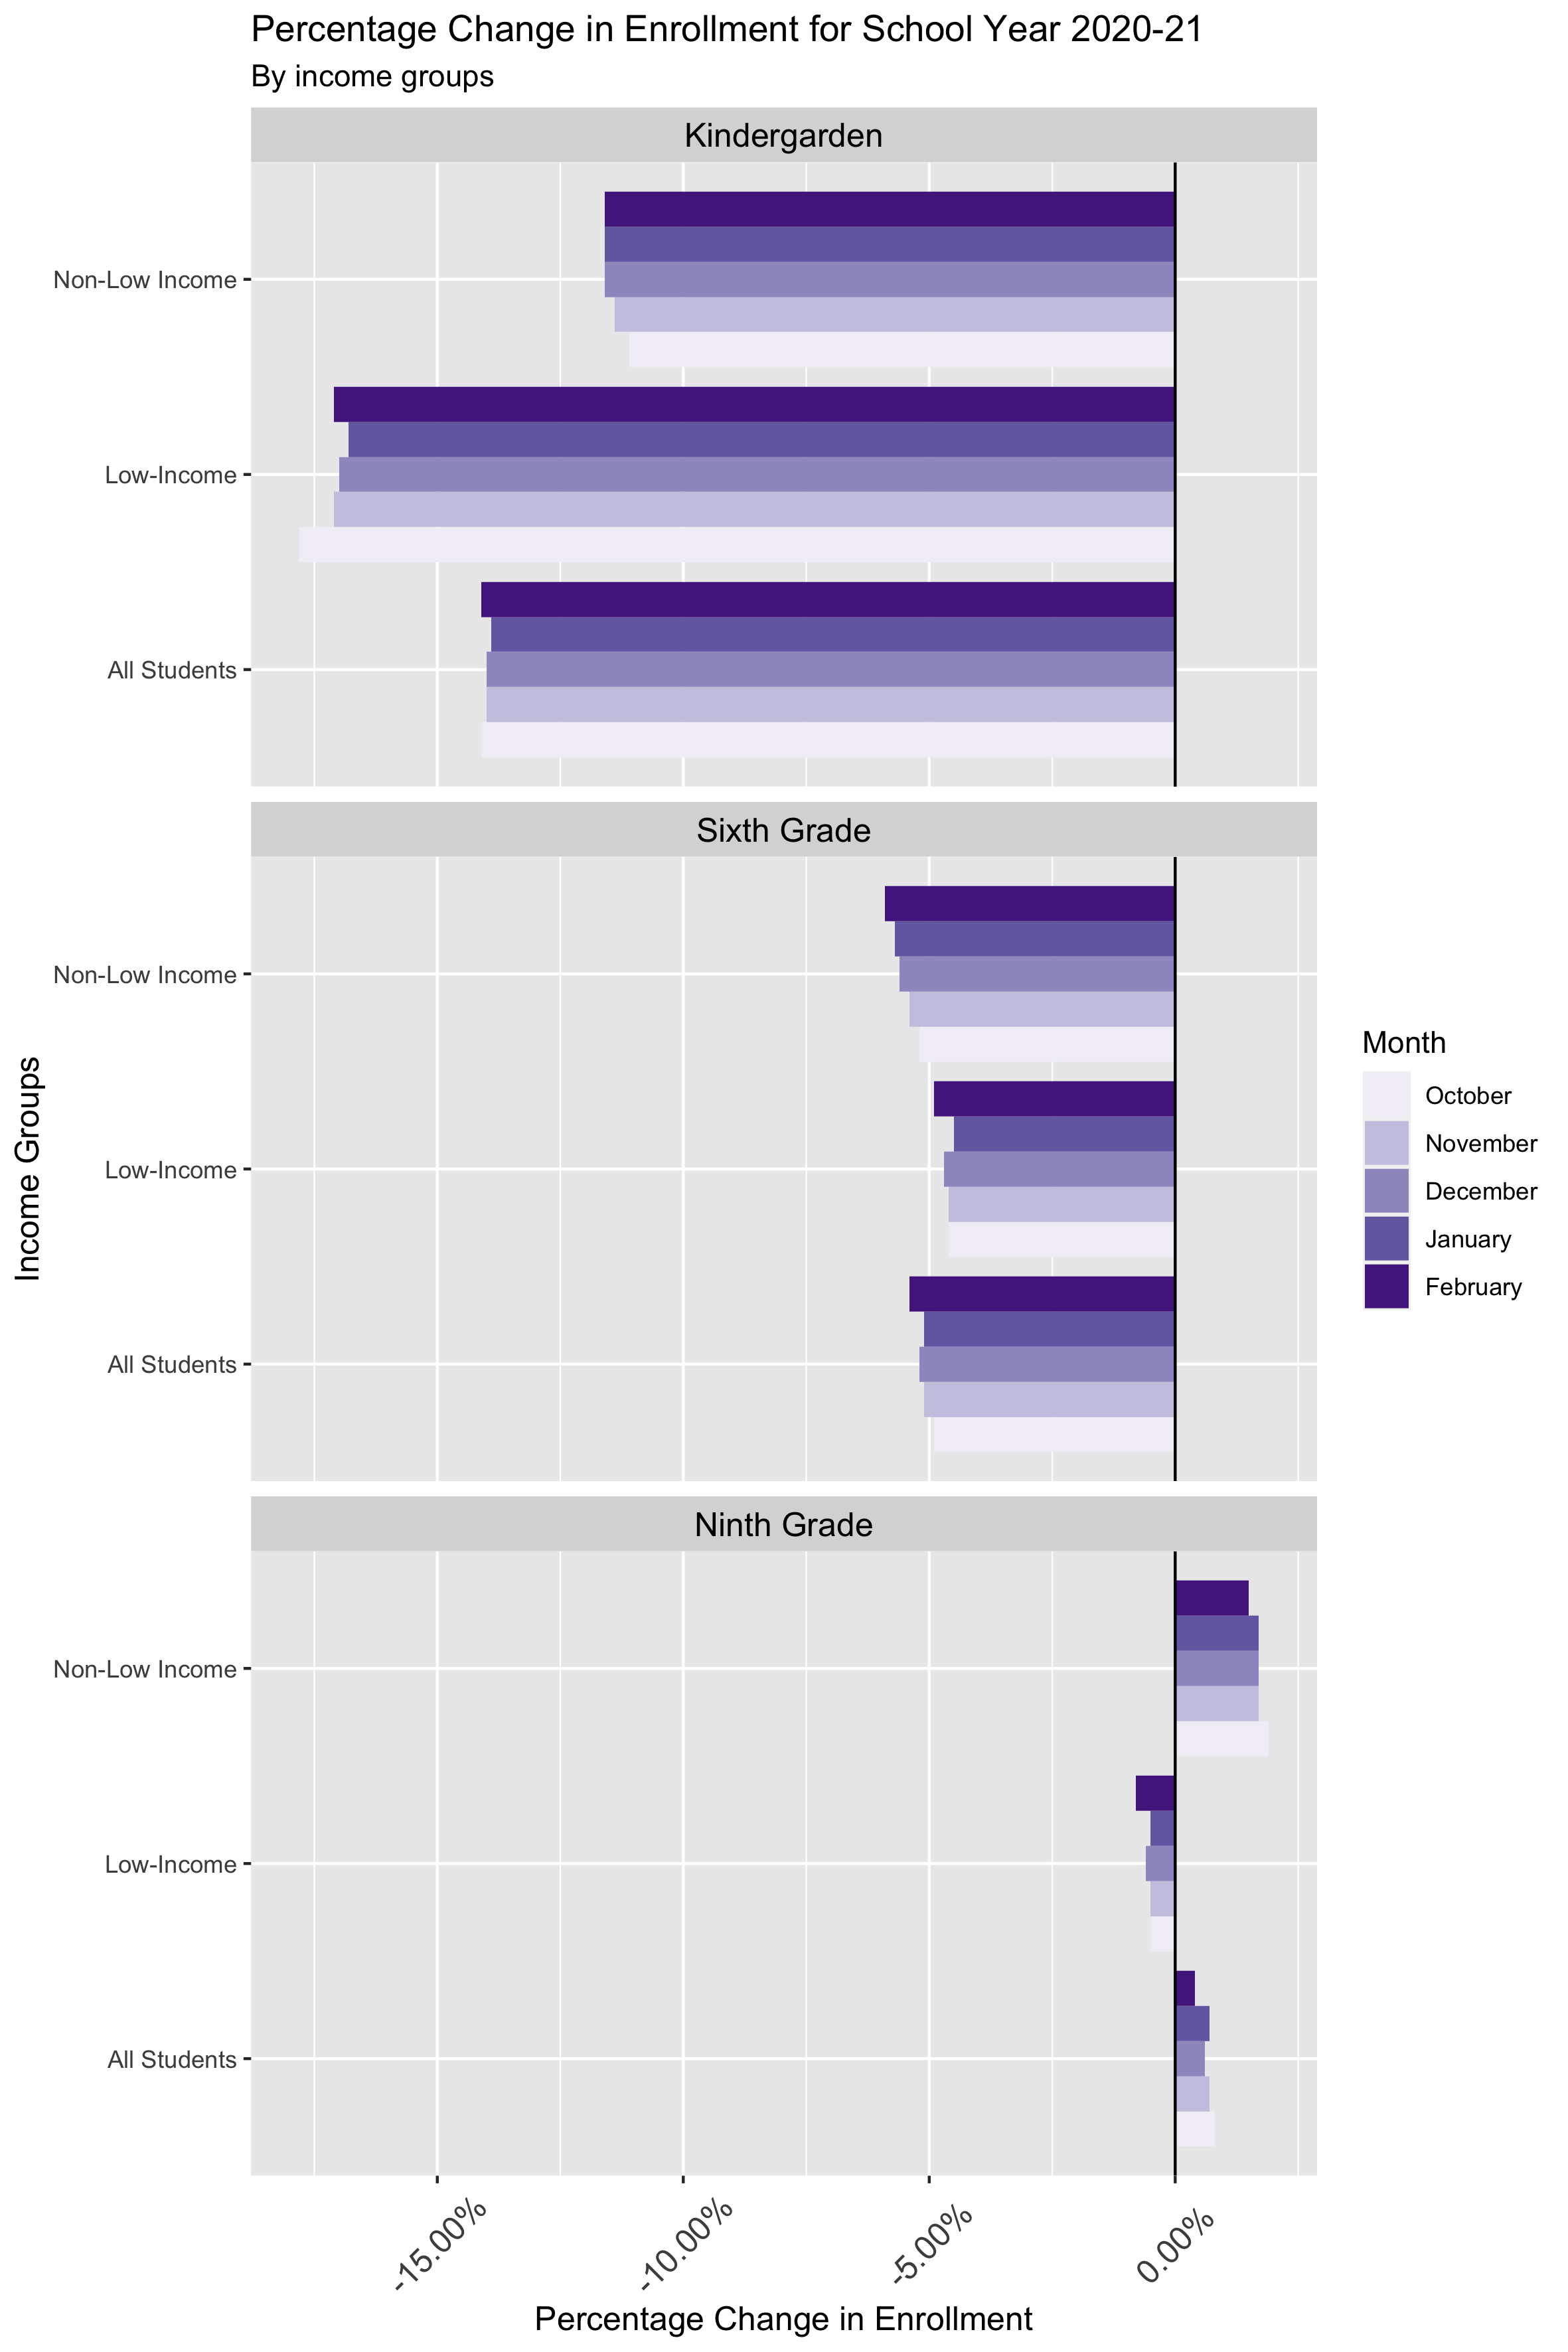 Percentage Change in Enrollment for School Year 2020-21
By income groups
Kindergarden
Non-Low Income
Low-Income
All Students
Sixth Grade
Non-Low Income
Low-Income
All Students
Ninth Grade
Non-Low Income
Low-Income
All Students
-15.00%
-10.00%
-5.00%
0.00%
Percentage Change in Enrollment
Income Groups
Month
October
November
December
January
February